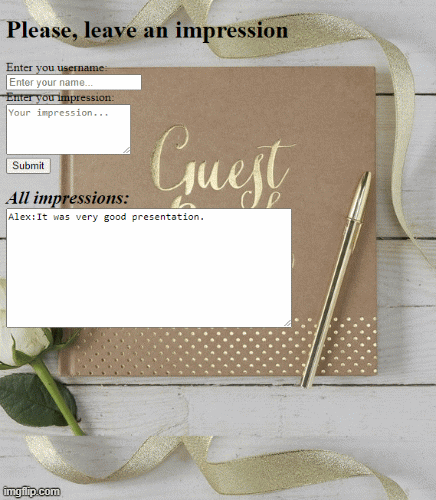 Please, leave an impression
Enter you username:
Enter your name...
Enter you impression:
Your impression...
Submit
Guest
All impressions:
Alex:It was very good presentation.
imgflip.com